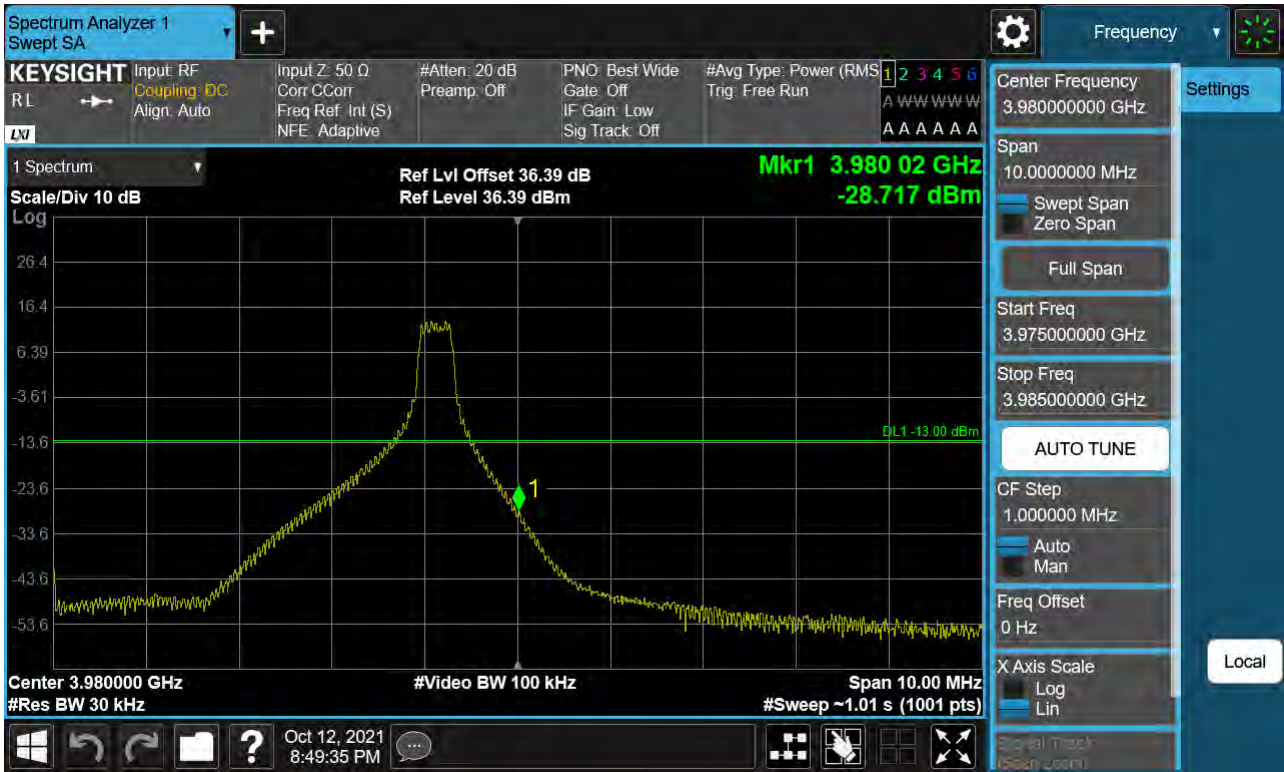 Spectrum Analyzer 1
Swept SA
+
Frequency
KEYSIGHT
RL
LXI
Input: RF
Coupling: DC
Align: Auto
Input Z: 50 Ω
Corr CCorr
Freq Ref: Int (S)
NFE: Adaptive
#Atten: 20 dB
Preamp: Off
PNO: Best Wide
Gate: Off
IF Gain: Low
Sig Track: Off
#Avg Type: Power (RMS
Trig: Free Run
1 2 3 4 5 6
A W W W W W
A A A A A A
1 Spectrum
Scale/Div 10 dB
Log
Ref Lvl Offset 36.39 dB
Ref Level 36.39 dBm
Mkr1 3.980 02 GHz
-28.717 dBm
26.4
16.4
6.39
-3.61
-13.6
-23.6
-33.6
-43.6
-53.6
DL1 -13.00 dBm
1
Center 3.980000 GHz
#Res BW 30 kHz
#Video BW 100 kHz
Span 10.00 MHz
#Sweep ~1.01 s (1001 pts)
Center Frequency
3.980000000 GHz
Settings
Span
10.0000000 MHz
Swept Span
Zero Span
Full Span
Start Freq
3.975000000 GHz
Stop Freq
3.985000000 GHz
AUTO TUNE
CF Step
1.000000 MHz
Auto
Man
Freq Offset
0 Hz
X Axis Scale
Log
Lin
Local
Signal Track
(Span Zoom)
?
Oct 12, 2021
8:49:35 PM